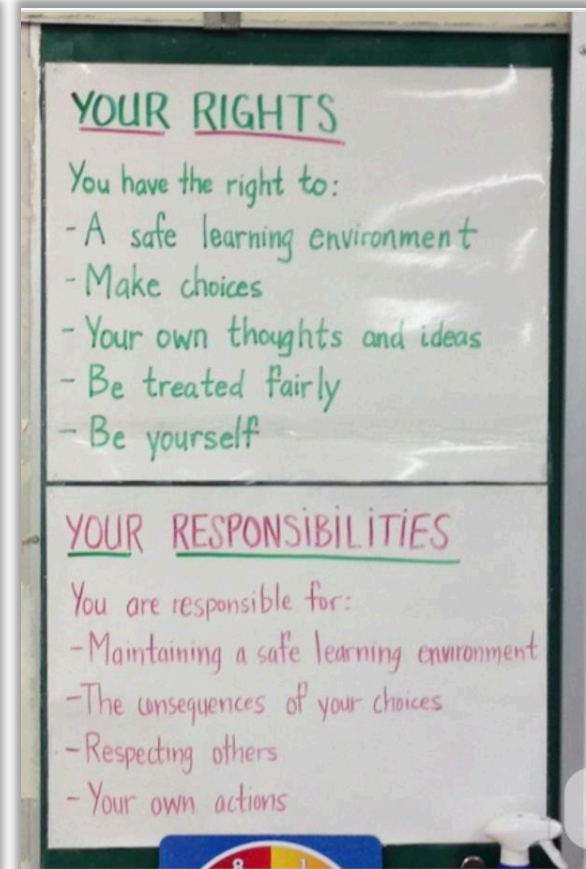 YOUR RIGHTS
You have the right to:
- A safe learning environment
- Make choices
- Your own thoughts and ideas
- Be treated fairly
- Be yourself
YOUR RESPONSiBiLiTiES
You are responsible for:
- Maintaining a safe learning environment
- The consequences of your choices
- Respecting others
- Your own actions
8 1